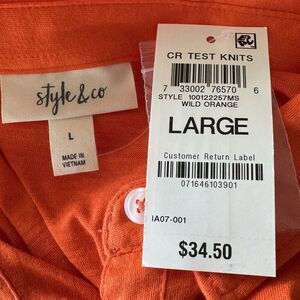 style & co
L
MADE IN
VIETNAM
CR TEST KNITS
7 33002 76570 6
STYLE 100122257MS
WILD ORANGE
LARGE
Customer Return Label
071646103901
IA07-001
$34.50